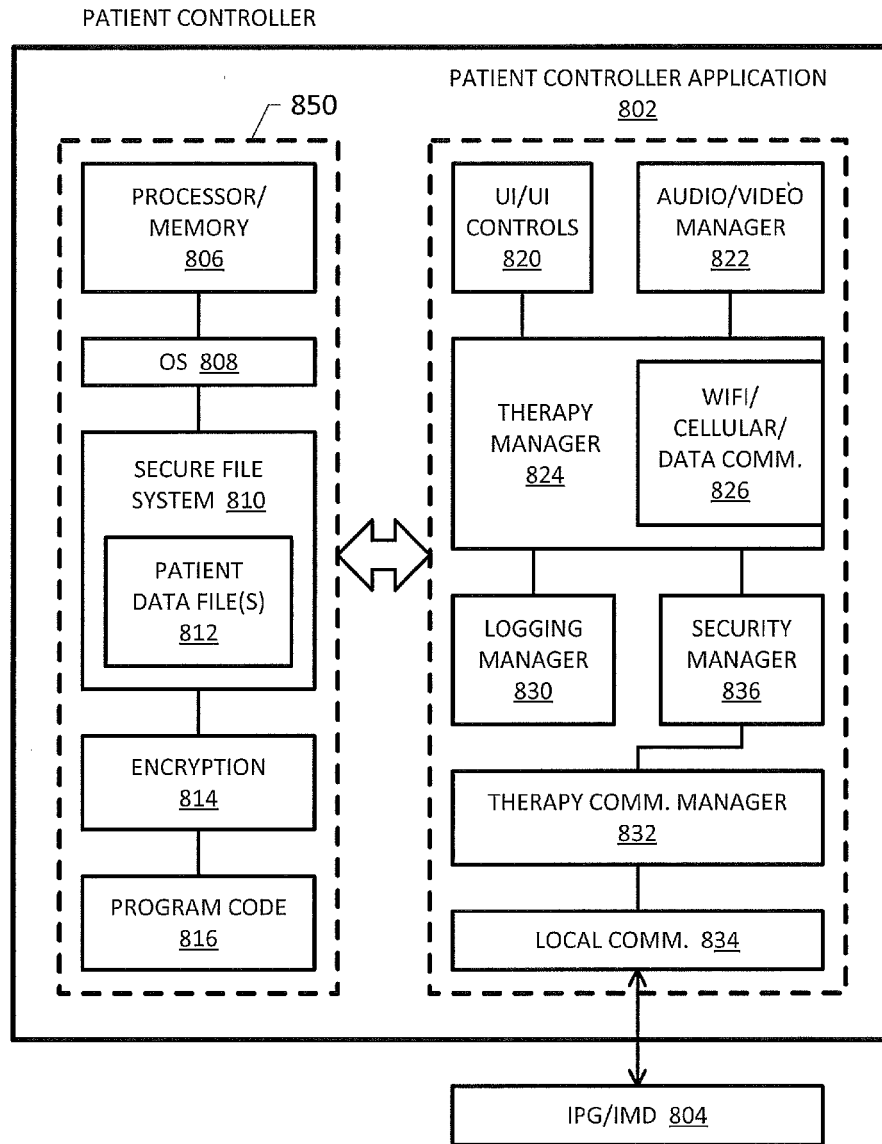 PATIENT CONTROLLER
850
PROCESSOR/
MEMORY
806
OS 808
SECURE FILE
SYSTEM 810
PATIENT
DATA FILE(S)
812
ENCRYPTION
814
PROGRAM CODE
816
PATIENT CONTROLLER APPLICATION
802
UI/UI
CONTROLS
820
AUDIO/VIDEO
MANAGER
822
THERAPY
MANAGER
824
WIFI/
CELLULAR/
DATA COMM.
826
LOGGING
MANAGER
830
SECURITY
MANAGER
836
THERAPY COMM. MANAGER
832
LOCAL COMM. 834
IPG/IMD 804